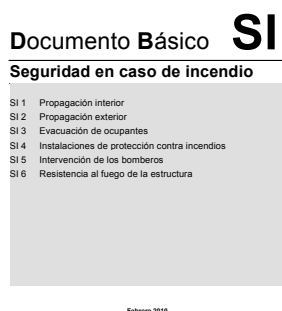 Documento Básico SI
Seguridad en caso de incendio
SI 1 Propagación interior
SI 2 Propagación exterior
SI 3 Evacuación de ocupantes
SI 4 Instalaciones de protección contra incendios
SI 5 Intervención de los bomberos
SI 6 Resistencia al fuego de la estructura
Febrero 2010